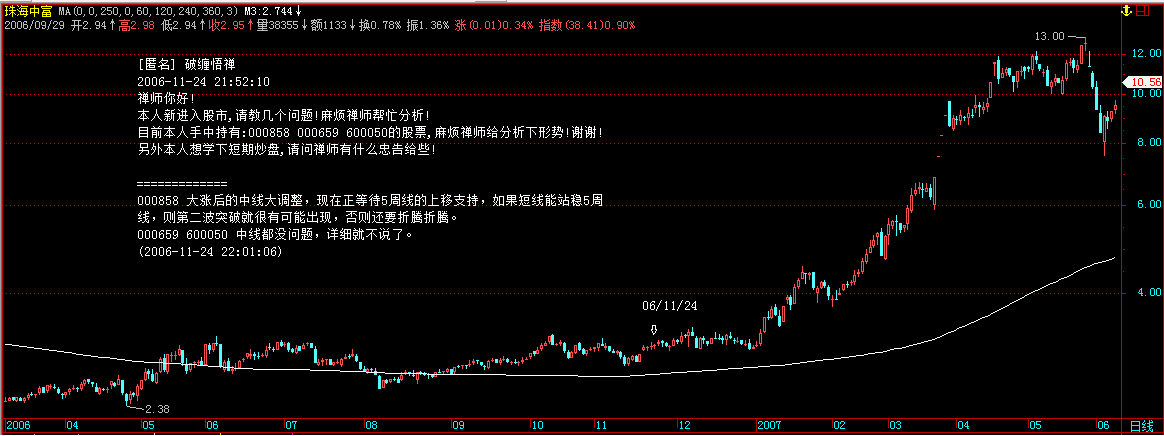 珠海中富 MA(0,0,250,0,60,120,240,360,3) M3:2.744↓
日
2006/09/29 开2.94↑高2.98 低2.94↑收2.95↑量38355↓额1133↓换0.78% 振1.36% 涨(0.01)0.34% 指数(38.41)0.90%
13.00
[匿名] 破缠悟禅
2006-11-24 21:52:10
禅师你好!
本人新进入股市,请教几个问题!麻烦禅师帮忙分析!
目前本人手中持有:000858 000659 600050的股票,麻烦禅师给分析下形势!谢谢!
另外本人想学下短期炒盘,请问禅师有什么忠告给些!
=============
000858 大涨后的中线大调整，现在正等待5周线的上移支持，如果短线能站稳5周
线，则第二波突破就很有可能出现，否则还要折腾折腾。
000659 600050 中线都没问题，详细就不说了。
(2006-11-24 22:01:06)
12.00
10.56
10.00
8.00
6.00
4.00
06/11/24
2.38
2006 04 05 06 07 08 09 10 11 12 2007 02 03 04 05 06 日线